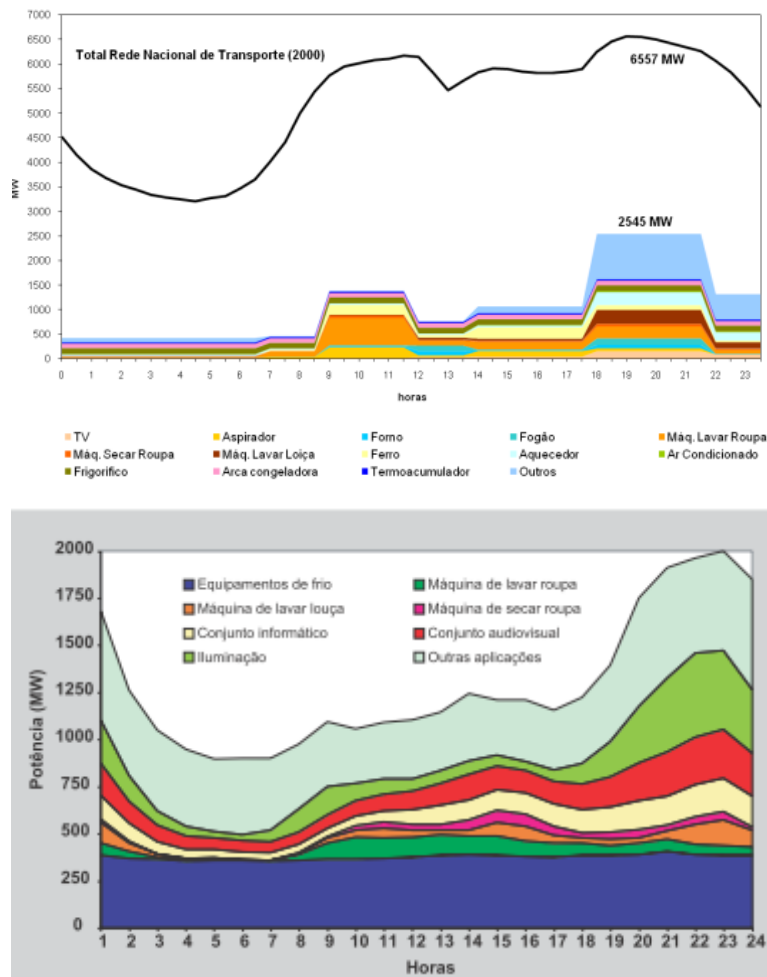 7000
6500
6000
5500
5000
4500
4000
3500
3000
2500
2000
1500
1000
500
0
MW
Total Rede Nacional de Transporte (2000)
6557 MW
2545 MW
0 1 2 3 4 5 6 7 8 9 10 11 12 13 14 15 16 17 18 19 20 21 22 23
horas
TV Aspirador Forno Fogão Máq. Lavar Roupa
Máq. Secar Roupa Máq. Lavar Loiça Ferro Aquecedor Ar Condicionado
Frigorifico Arca congeladora Termoacumulador Outros
2000
1750
1500
1250
1000
750
500
250
0
Potência (MW)
Equipamentos de frio Máquina de lavar roupa
Máquina de lavar louça Máquina de secar roupa
Conjunto informático Conjunto audiovisual
Iluminação Outras aplicações
1 2 3 4 5 6 7 8 9 10 11 12 13 14 15 16 17 18 19 20 21 22 23 24
Horas